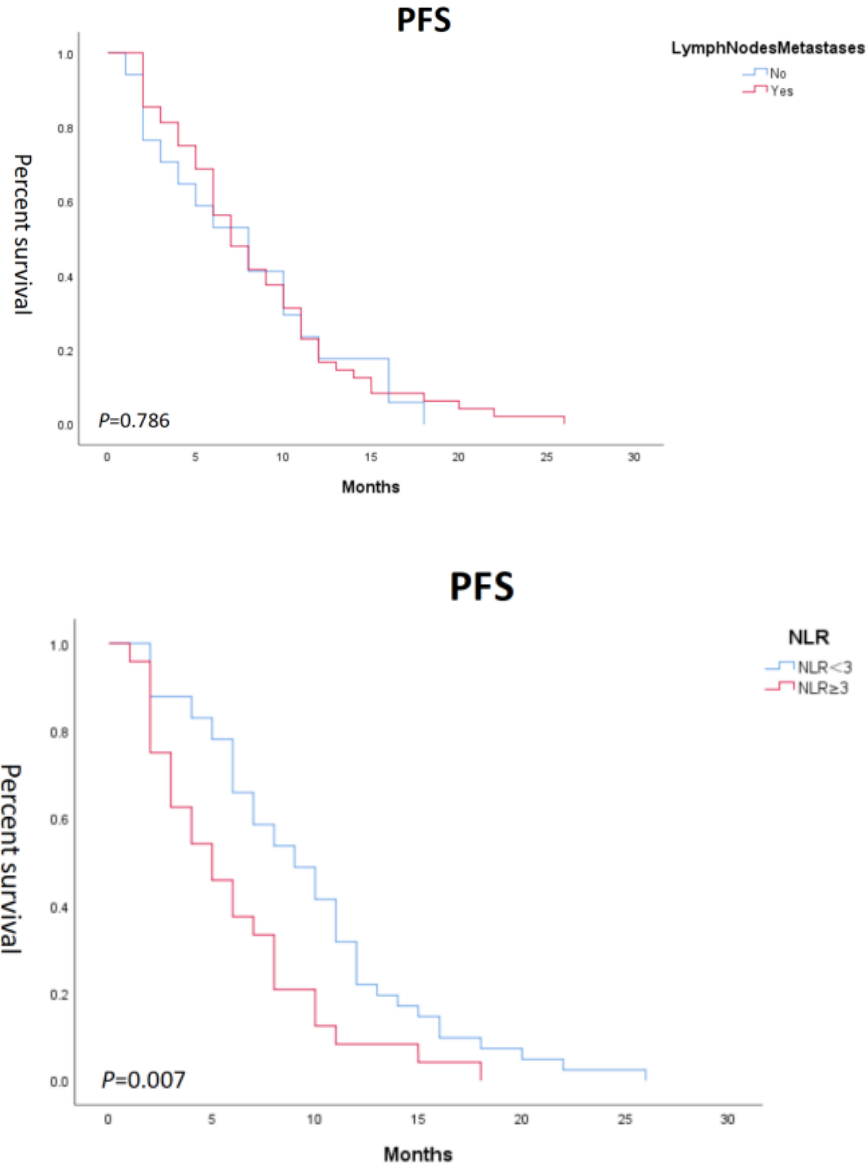 PFS
LymphNodesMetastases
No
Yes
Percent survival
1.0
0.8
0.6
0.4
0.2
0.0
P=0.786
0 5 10 15 20 25 30
Months
PFS
NLR
NLR<3
NLR≥3
Percent survival
1.0
0.8
0.6
0.4
0.2
0.0
P=0.007
0 5 10 15 20 25 30
Months